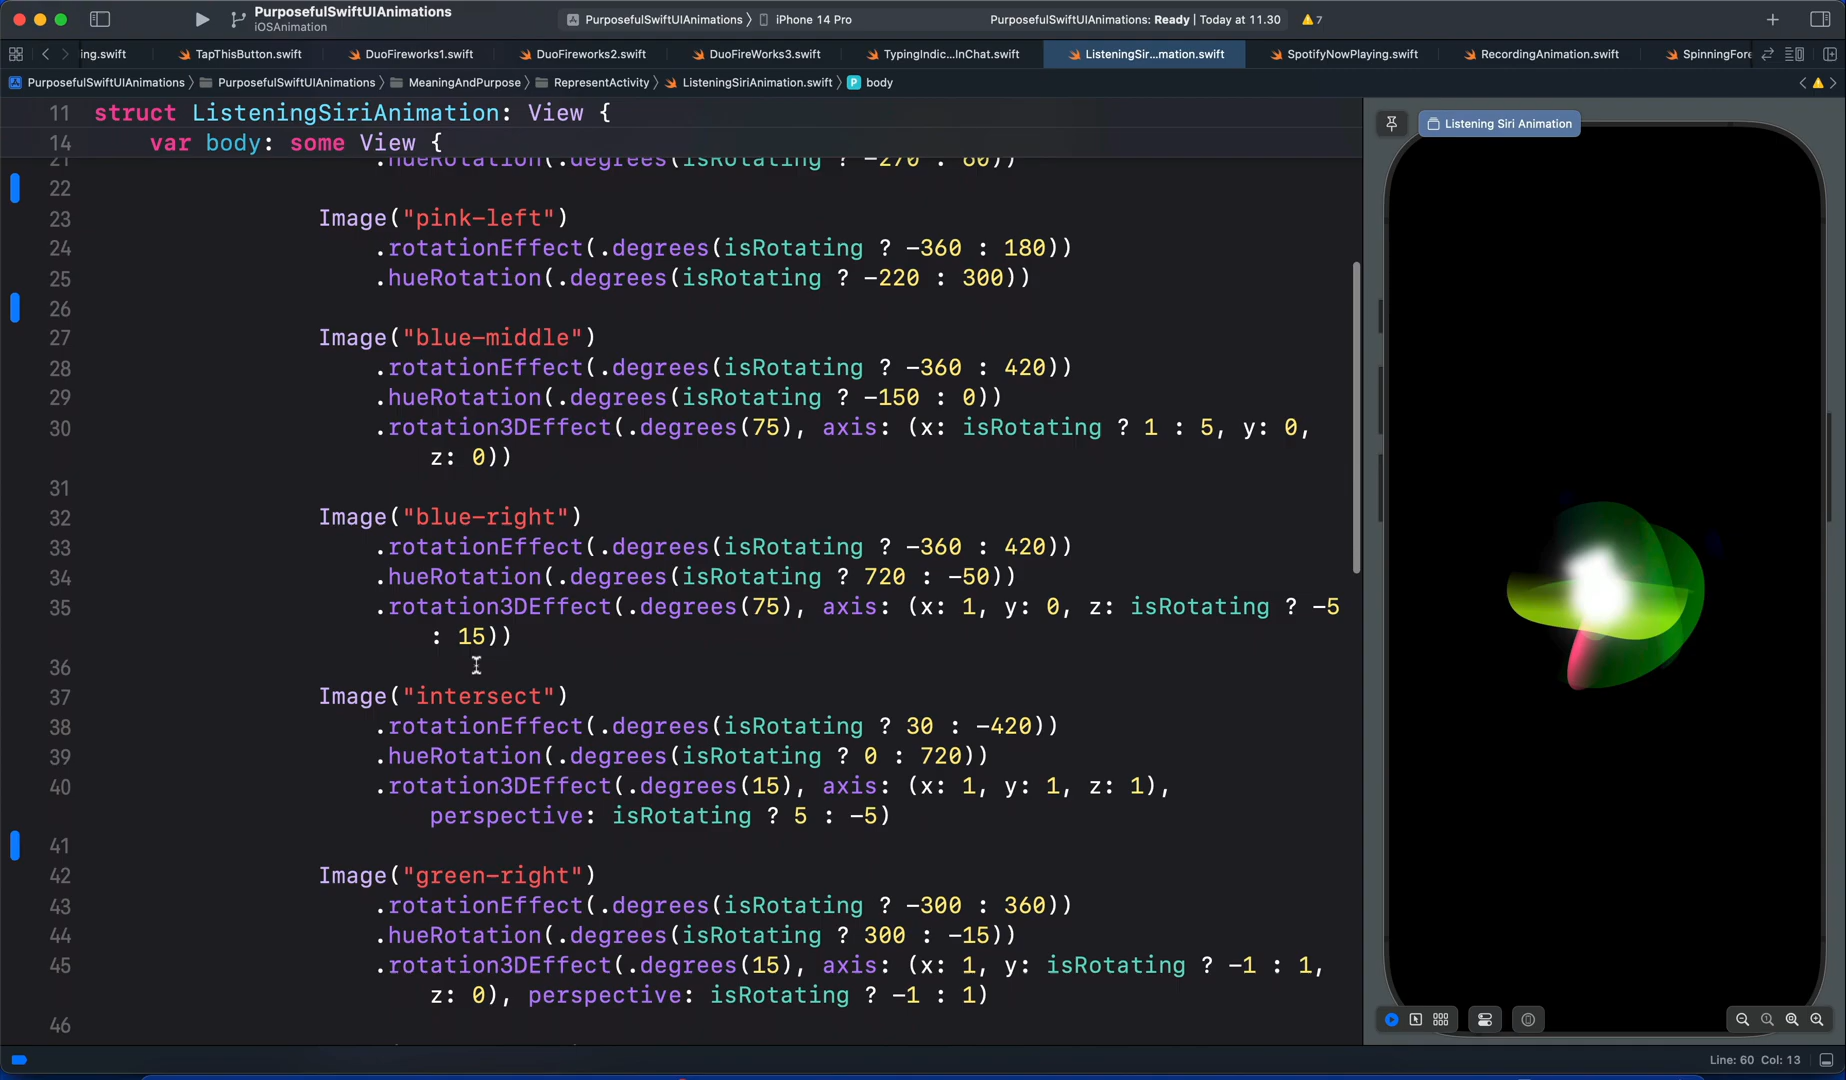 PurposefulSwiftUIAnimations
iOSAnimation
PurposefulSwiftUIAnimations 〉 iPhone 14 Pro
PurposefulSwiftUIAnimations: Ready | Today at 11.30
7
ing.swift
TapThisButton.swift
DuoFireworks1.swift
DuoFireworks2.swift
DuoFireWorks3.swift
TypingIndic...InChat.swift
ListeningSir...mation.swift
SpotifyNowPlaying.swift
RecordingAnimation.swift
SpinningFore
PurposefulSwiftUIAnimations 〉 PurposefulSwiftUIAnimations 〉 MeaningAndPurpose 〉 RepresentActivity 〉 ListeningSiriAnimation.swift 〉 P body
11 struct ListeningSiriAnimation: View {
14 var body: some View {
21 .hueRotation(.degrees(isRotating ? -270 : 60))
22
23 Image("pink-left")
24 .rotationEffect(.degrees(isRotating ? -360 : 180))
25 .hueRotation(.degrees(isRotating ? -220 : 300))
26
27 Image("blue-middle")
28 .rotationEffect(.degrees(isRotating ? -360 : 420))
29 .hueRotation(.degrees(isRotating ? -150 : 0))
30 .rotation3DEffect(.degrees(75), axis: (x: isRotating ? 1 : 5, y: 0,
z: 0))
31
32 Image("blue-right")
33 .rotationEffect(.degrees(isRotating ? -360 : 420))
34 .hueRotation(.degrees(isRotating ? 720 : -50))
35 .rotation3DEffect(.degrees(75), axis: (x: 1, y: 0, z: isRotating ? -5
: 15))
36
37 Image("intersect")
38 .rotationEffect(.degrees(isRotating ? 30 : -420))
39 .hueRotation(.degrees(isRotating ? 0 : 720))
40 .rotation3DEffect(.degrees(15), axis: (x: 1, y: 1, z: 1),
perspective: isRotating ? 5 : -5)
41
42 Image("green-right")
43 .rotationEffect(.degrees(isRotating ? -300 : 360))
44 .hueRotation(.degrees(isRotating ? 300 : -15))
45 .rotation3DEffect(.degrees(15), axis: (x: 1, y: isRotating ? -1 : 1,
z: 0), perspective: isRotating ? -1 : 1)
46
Listening Siri Animation
Line: 60 Col: 13